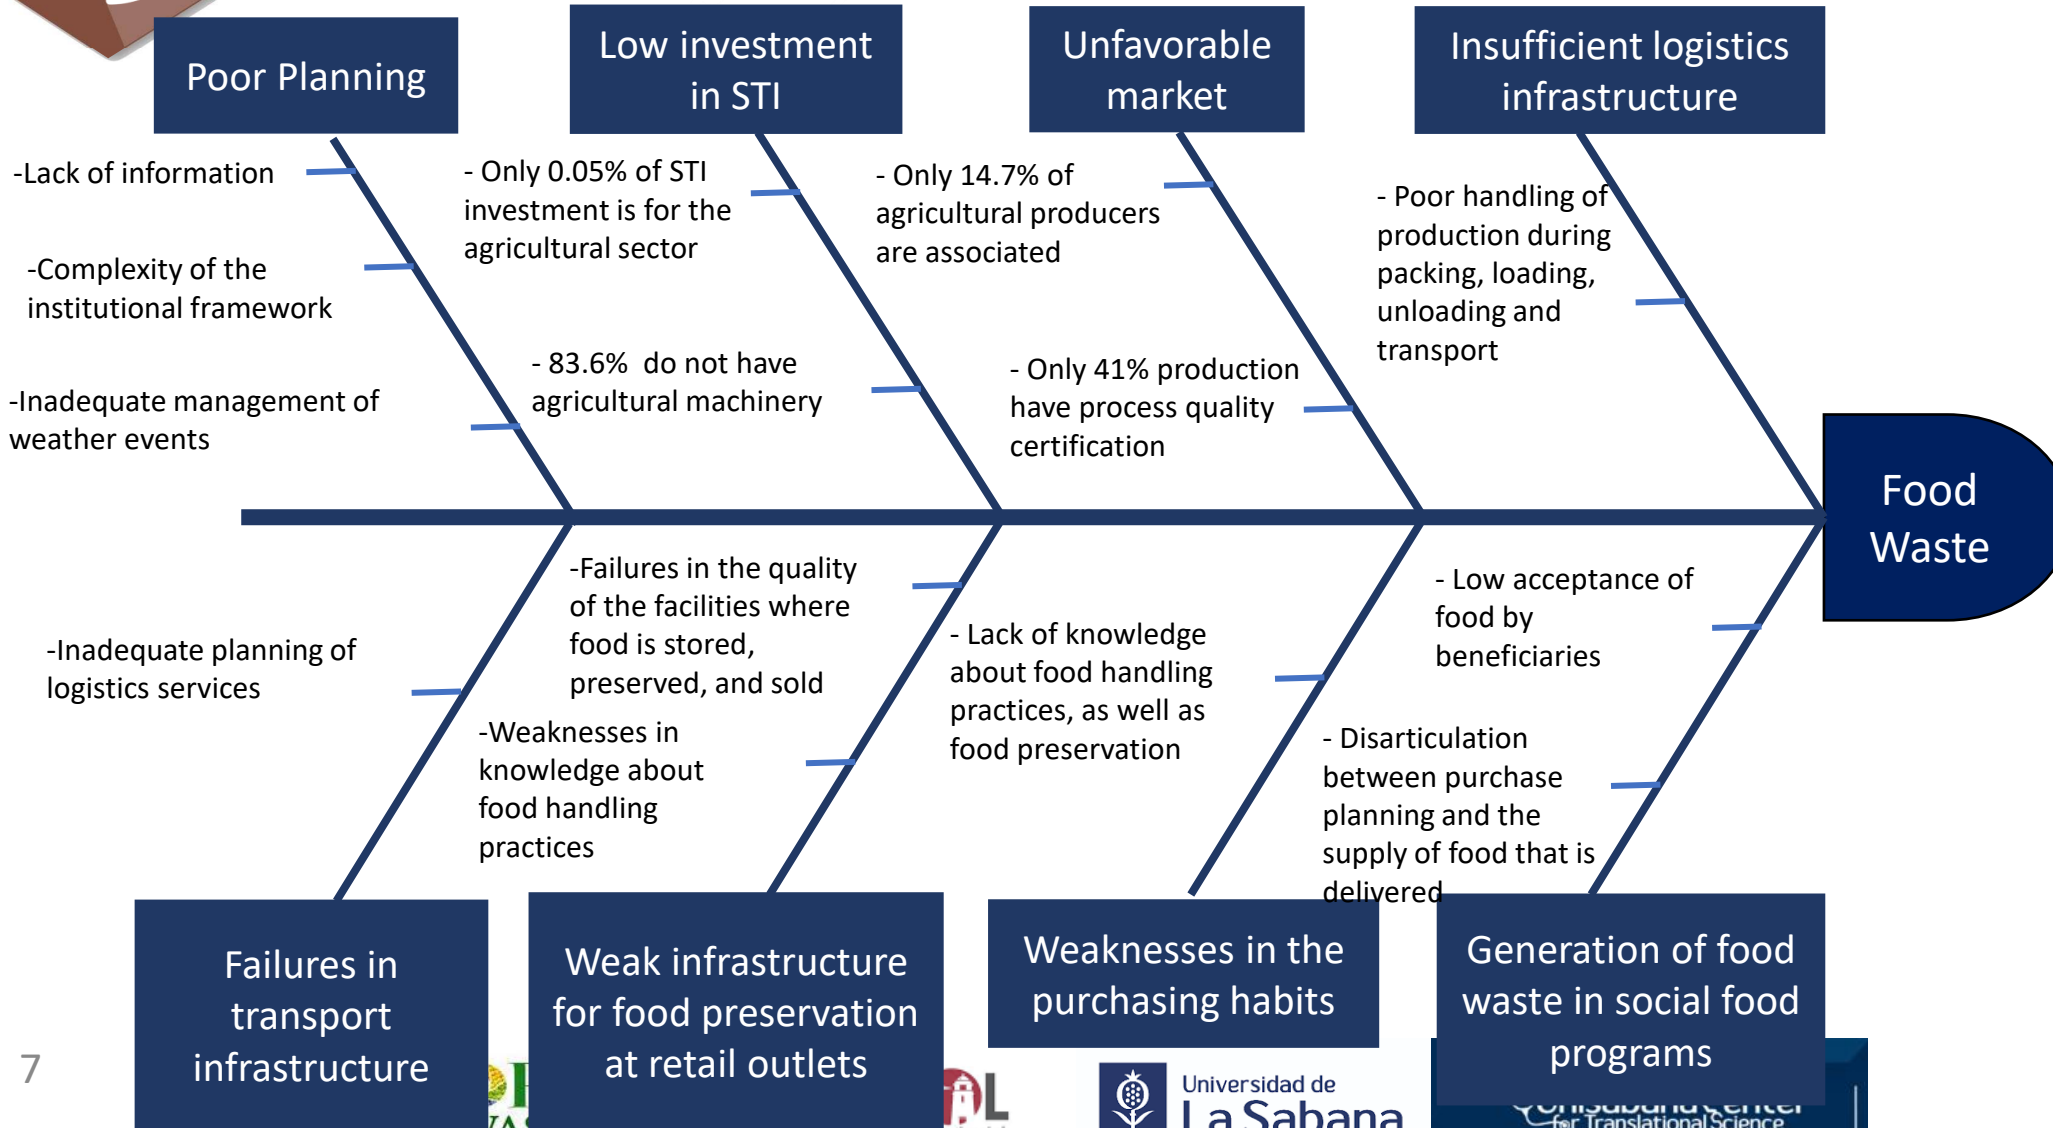 Poor Planning
Low investment
in STI
Unfavorable
market
Insufficient logistics
infrastructure
-Lack of information
-Complexity of the
institutional framework
-Inadequate management of
weather events
- Only 0.05% of STI
investment is for the
agricultural sector
- 83.6%  do not have
agricultural machinery
- Only 14.7% of
agricultural producers
are associated
- Only 41% production
have process quality
certification
- Poor handling of
production during
packing, loading,
unloading and
transport
Food
Waste
-Inadequate planning of
logistics services
-Failures in the quality
of the facilities where
food is stored,
preserved, and sold
-Weaknesses in
knowledge about
food handling
practices
- Lack of knowledge
about food handling
practices, as well as
food preservation
- Low acceptance of
food by
beneficiaries
- Disarticulation
between purchase
planning and the
supply of food that is
delivered
Failures in
transport
infrastructure
Weak infrastructure
for food preservation
at retail outlets
Weaknesses in the
purchasing habits
Generation of food
waste in social food
programs
7
Universidad de
La Sabana
Unisabana Center
for Translational Science